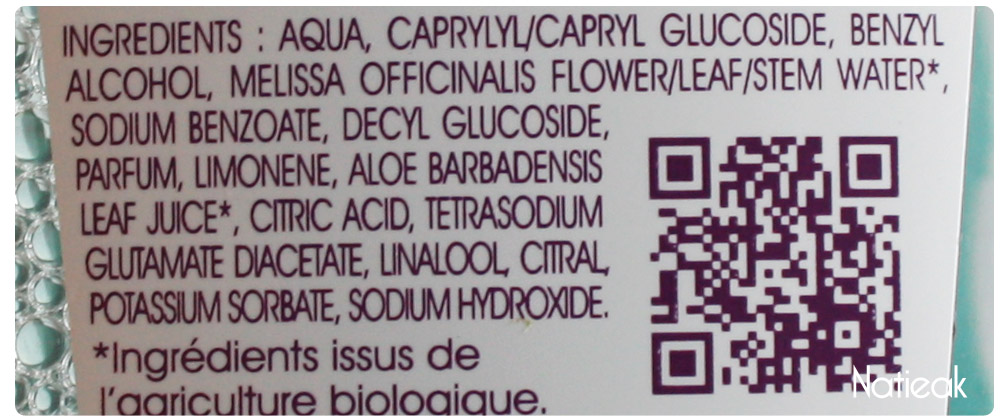 INGREDIENTS : AQUA, CAPRYLYL/CAPRYL GLUCOSIDE, BENZYL
ALCOHOL, MELISSA OFFICINALIS FLOWER/LEAF/STEM WATER*,
SODIUM BENZOATE, DECYL GLUCOSIDE,
PARFUM, LIMONENE, ALOE BARBADENSIS
LEAF JUICE*, CITRIC ACID, TETRASODIUM
GLUTAMATE DIACETATE, LINALOOL, CITRAL,
POTASSIUM SORBATE, SODIUM HYDROXIDE.
*Ingrédients issus de
l'agriculture biologique.
Natieak